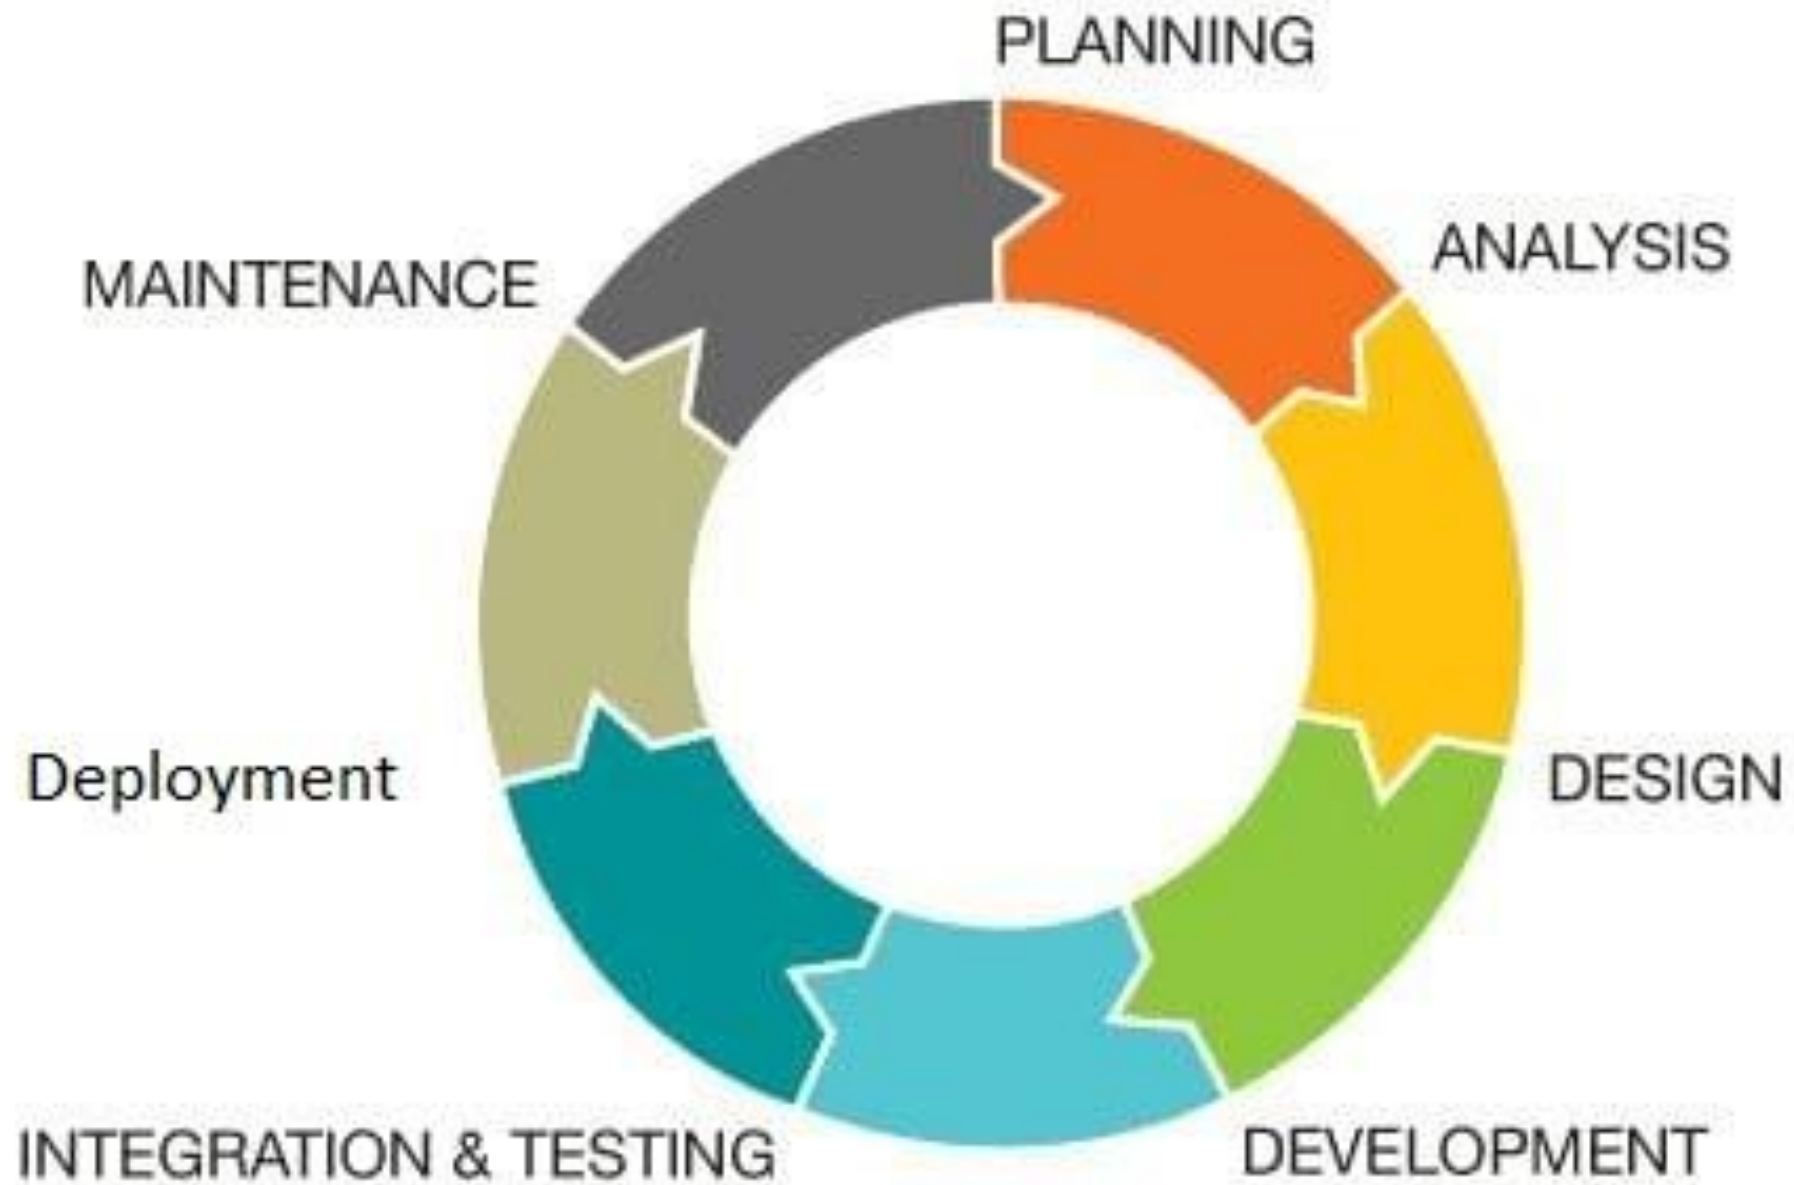 PLANNING
ANALYSIS
MAINTENANCE
DESIGN
Deployment
DEVELOPMENT
INTEGRATION & TESTING